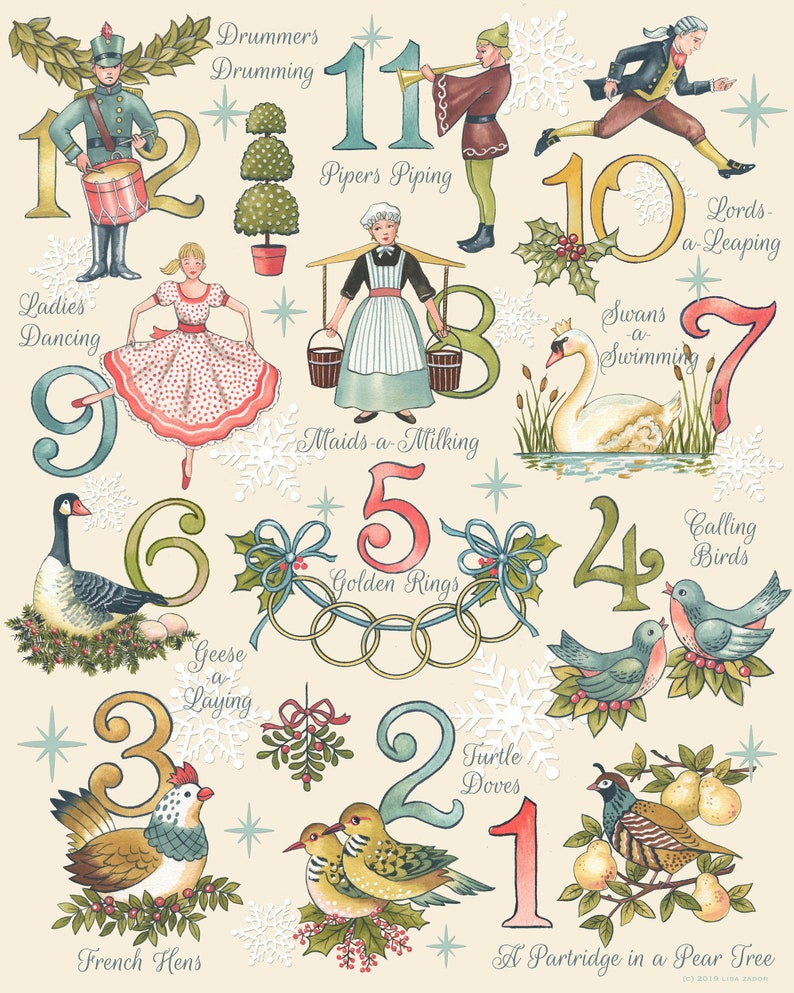 12
Drummers
Drumming
11
Pipers Piping
10
Lords-
a-Leaping
9
Ladies
Dancing
8
Maids-a-Milking
7
Swans
-a-
Swimming
6
Geese
-a-
Laying
5
Golden Rings
4
Calling
Birds
3
French Hens
2
Turtle
Doves
1
A Partridge in a Pear Tree
(c) 2019 LISA ZADOR